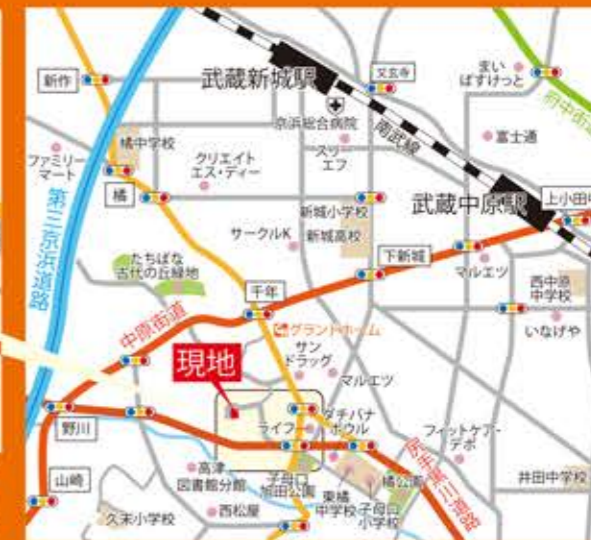 新作
武蔵新城駅
又玄寺
まい
ばすけっと
府中街
京浜総合病院
南武線
富士通
橘中学校
ファミリー
マート
クリエイト
エス・ディー
スリー
エフ
橘
新城小学校
新城高校
武蔵中原駅
上小田中
第三京浜道路
サークルK
下新城
マルエツ
西中原
中学校
たちばな
古代の丘緑地
千年
中原街道
グランドホーム
いなげや
サン
ドラッグ
現地
マルエツ
ライフ
タチバナ
ボウル
フィットケア・
デポ
野川
尻手黒川道路
高津
図書館分館
子母口
旭田公園
橘公園
井田中学校
山崎
久末小学校
西松屋
東橘
中学校
子母口
小学校